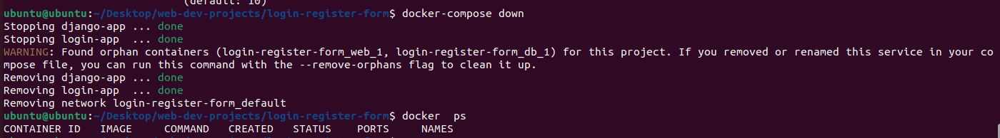 (default: 10)
ubuntu@ubuntu:~/Desktop/web-dev-projects/login-register-form$ docker-compose down
Stopping django-app ... done
Stopping login-app  ... done
WARNING: Found orphan containers (login-register-form_web_1, login-register-form_db_1) for this project. If you removed or renamed this service in your co
mpose file, you can run this command with the --remove-orphans flag to clean it up.
Removing django-app ... done
Removing login-app  ... done
Removing network login-register-form_default
ubuntu@ubuntu:~/Desktop/web-dev-projects/login-register-form$ docker  ps
CONTAINER ID   IMAGE     COMMAND   CREATED   STATUS    PORTS     NAMES